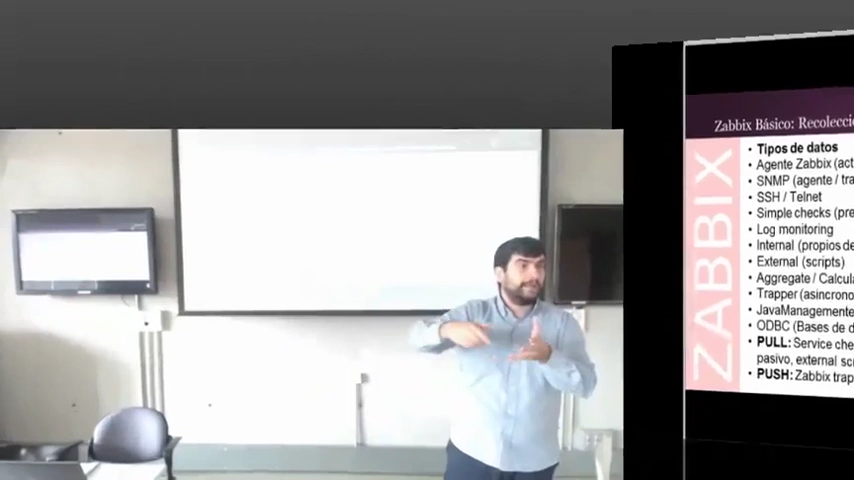 Zabbix Básico: Recolecci
ZABBIX
• Tipos de datos
• Agente Zabbix (act
• SNMP (agente / tra
• SSH / Telnet
• Simple checks (pre
• Log monitoring
• Internal (propios de
• External (scripts)
• Aggregate / Calcula
• Trapper (asincrono
• JavaManagemente
• ODBC (Bases de d
• PULL: Service che
pasivo, external scr
• PUSH: Zabbix trap